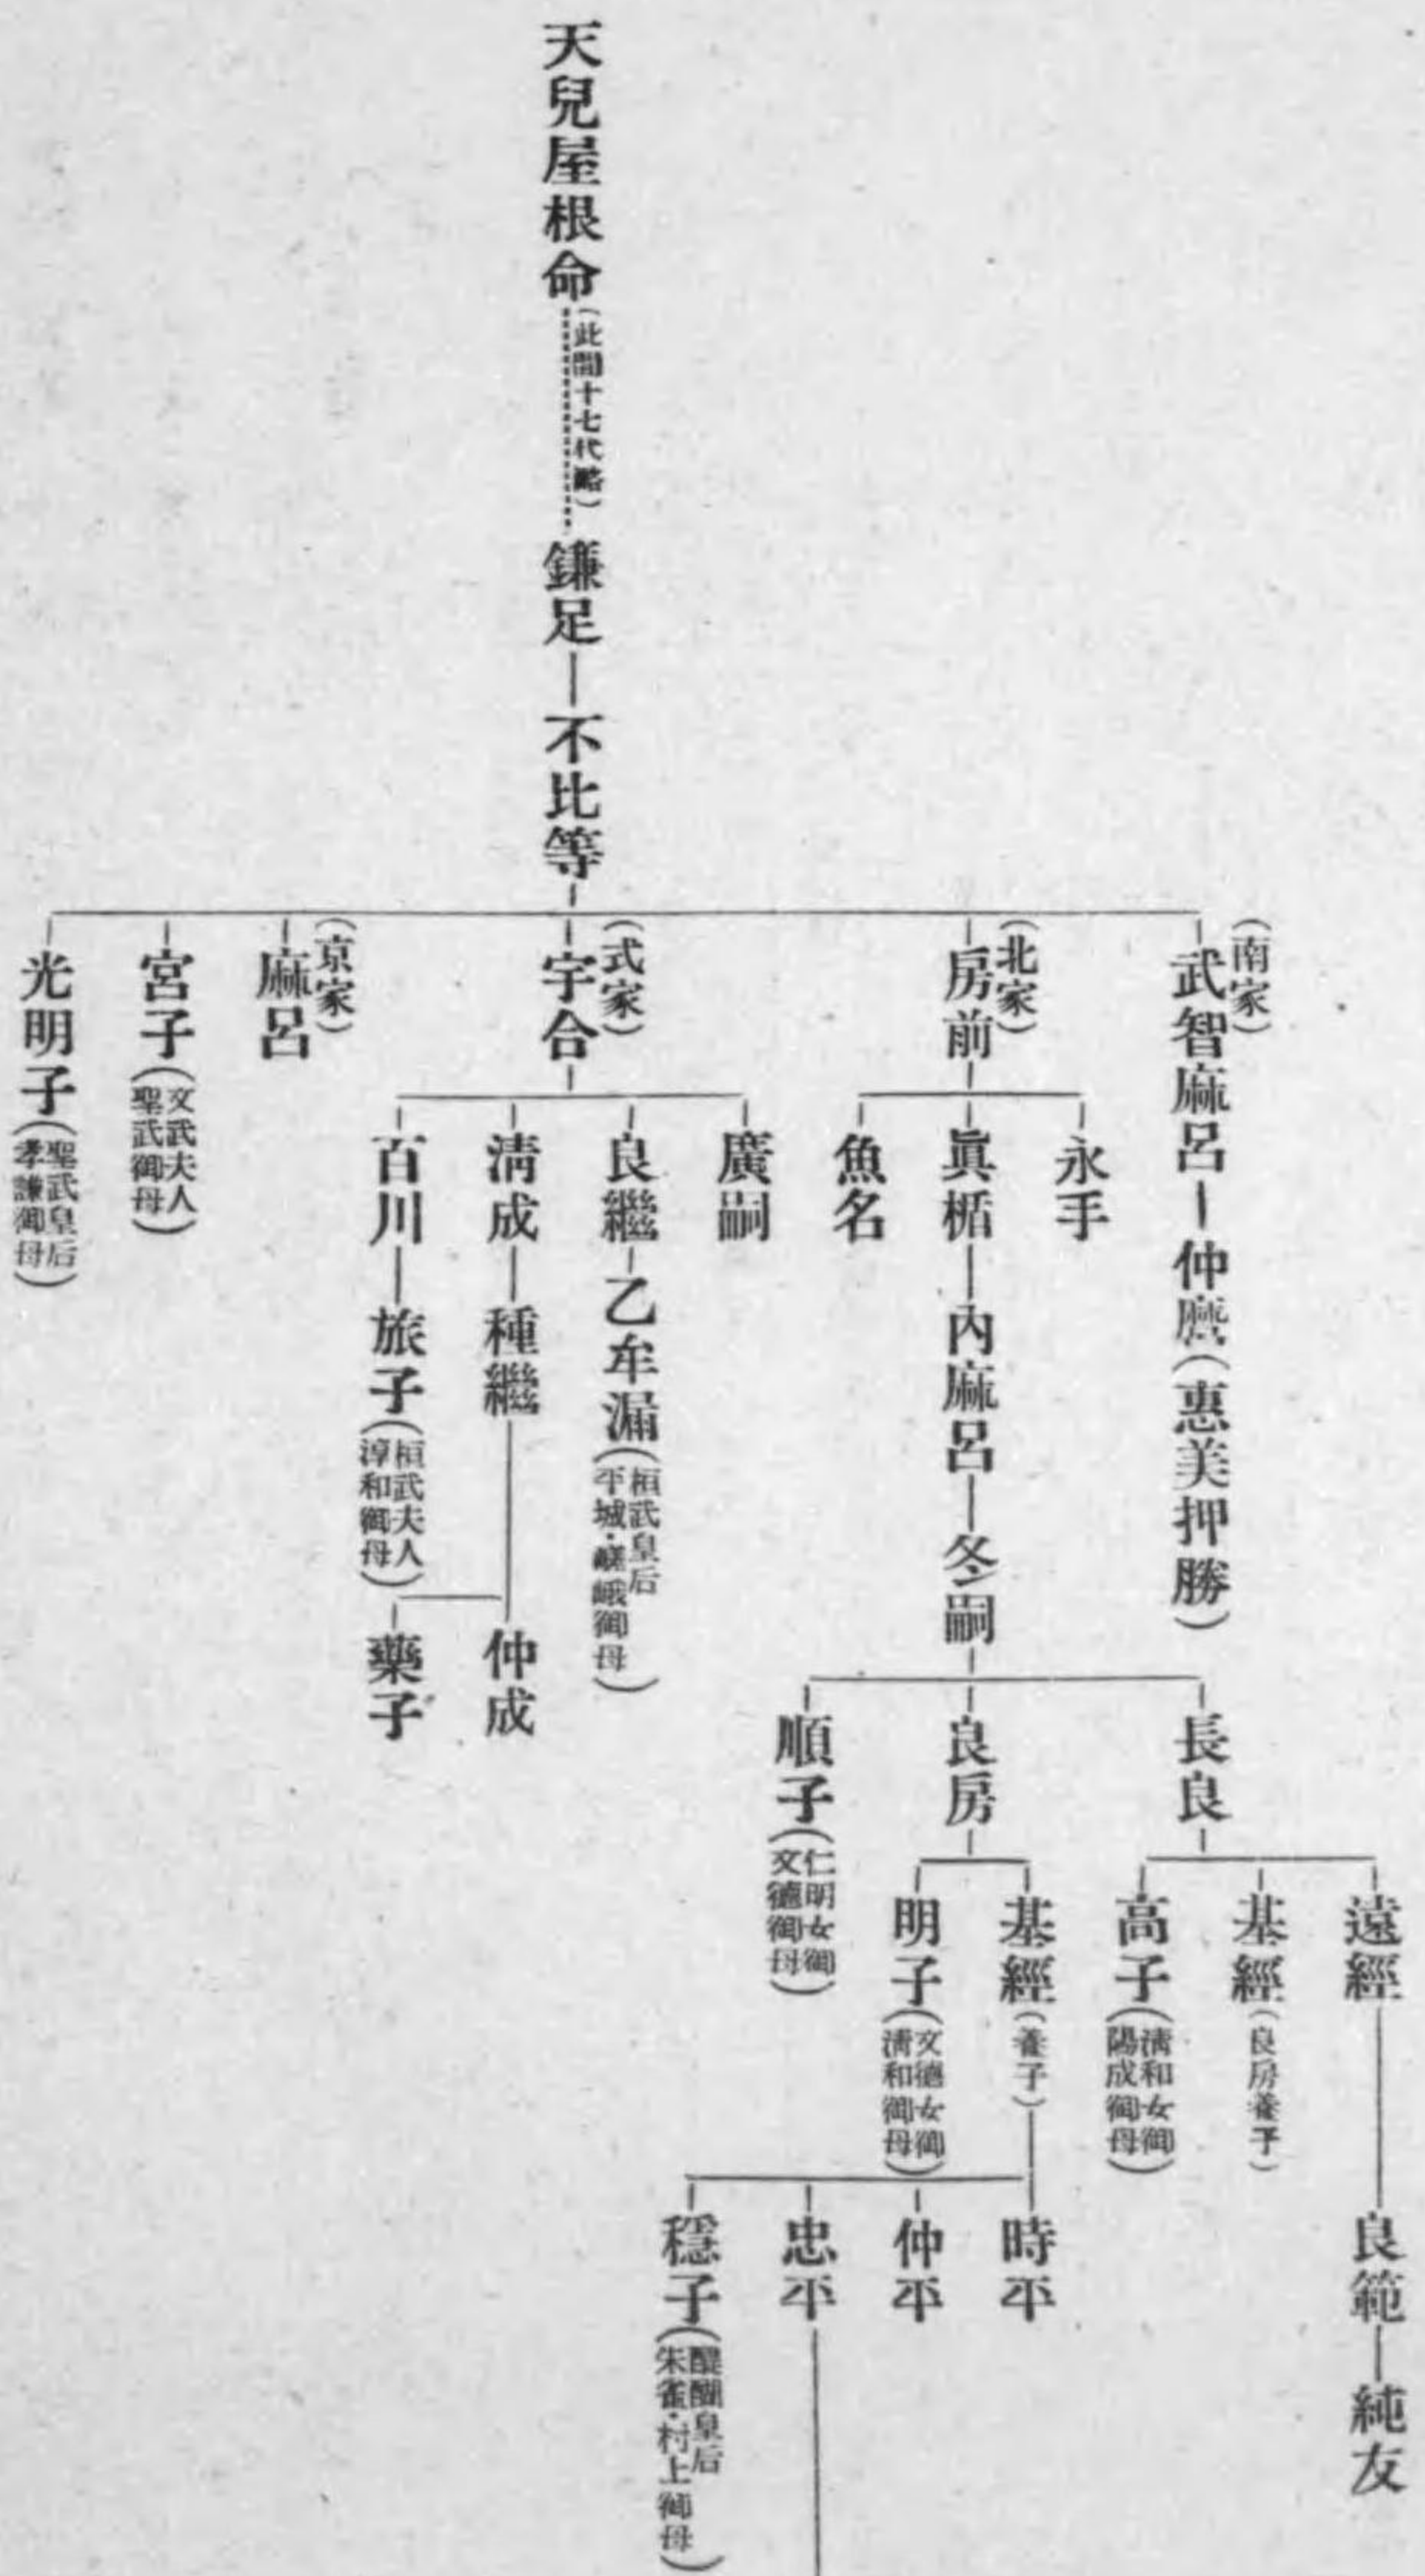 天兒屋根命
(此間十七代略)
鎌足
不比等
(南家)
武智麻呂
仲麿(惠美押勝)
(北家)
房前
永手
眞楯
內麻呂
冬嗣
長良
遠經
良範
純友
基經(良房養子)
高子(淸和女御
陽成御母)
良房
基經(養子)
時平
仲平
忠平
穩子(醍醐皇后
朱雀・村上御母)
明子(文德女御
淸和御母)
順子(仁明女御
文德御母)
魚名
(式家)
宇合
廣嗣
良繼
乙牟漏(桓武皇后
平城・嵯峨御母)
淸成
種繼
仲成
藥子
百川
旅子(桓武夫人
淳和御母)
(京家)
麻呂
宮子(文武夫人
聖武御母)
光明子(聖武皇后
孝謙御母)